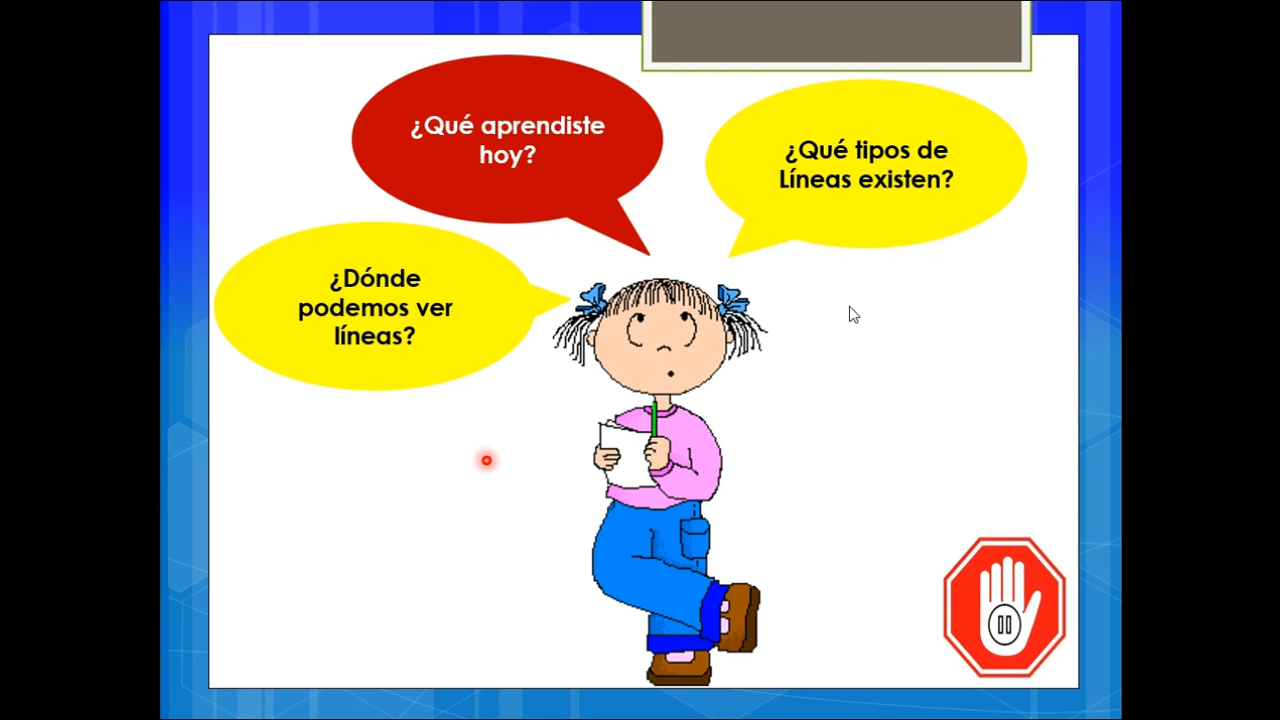 ¿Qué aprendiste
hoy?
¿Qué tipos de
Líneas existen?
¿Dónde
podemos ver
líneas?